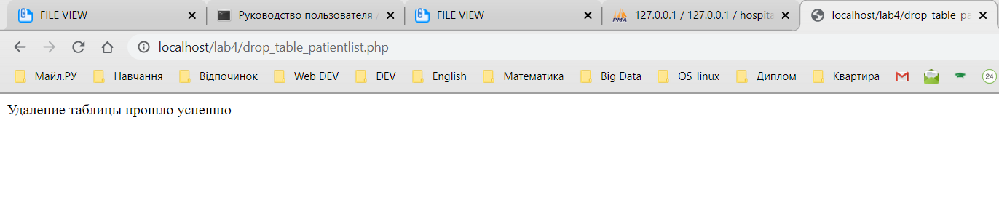 FILE VIEW
Руководство пользователя /
FILE VIEW
PMA 127.0.0.1 / 127.0.0.1 / hospita
localhost/lab4/drop_table_pa
localhost/lab4/drop_table_patientlist.php
Майл.РУ Навчання Відпочинок Web DEV DEV English Математика Big Data OS_linux Диплом Квартира 24
Удаление таблицы прошло успешно